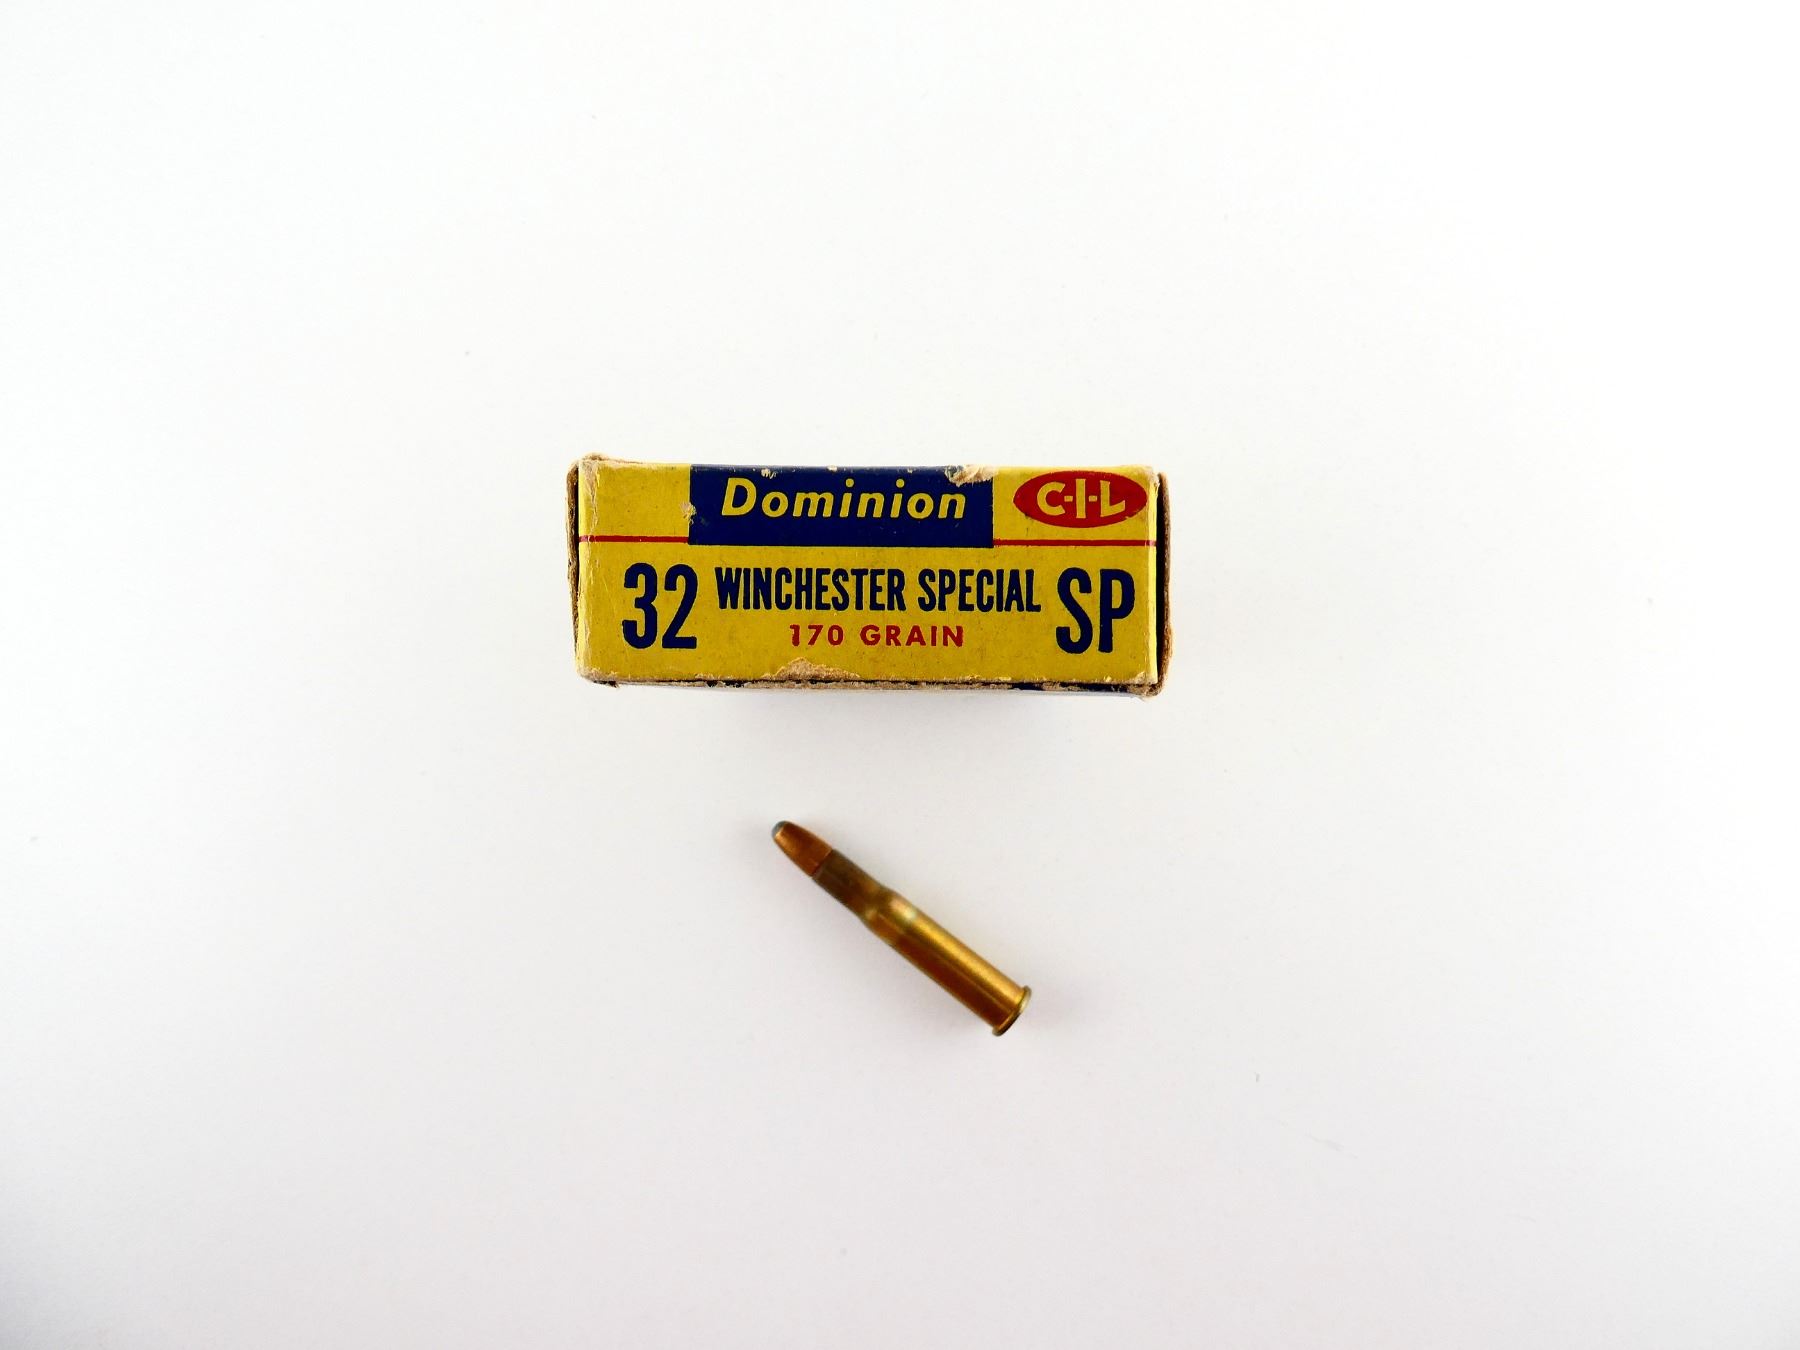 Dominion
C-I-L
32 WINCHESTER SPECIAL SP
170 GRAIN